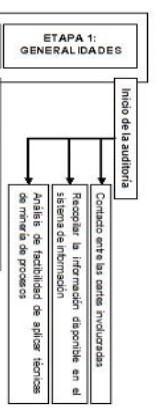 ETAPA 1:
GENERALIDADES
Inicio de la auditoría
Contacto entre las partes involucradas
Recopilar la información disponible en el
sistema de información
Análisis de factibilidad de aplicar técnicas
de minería de procesos